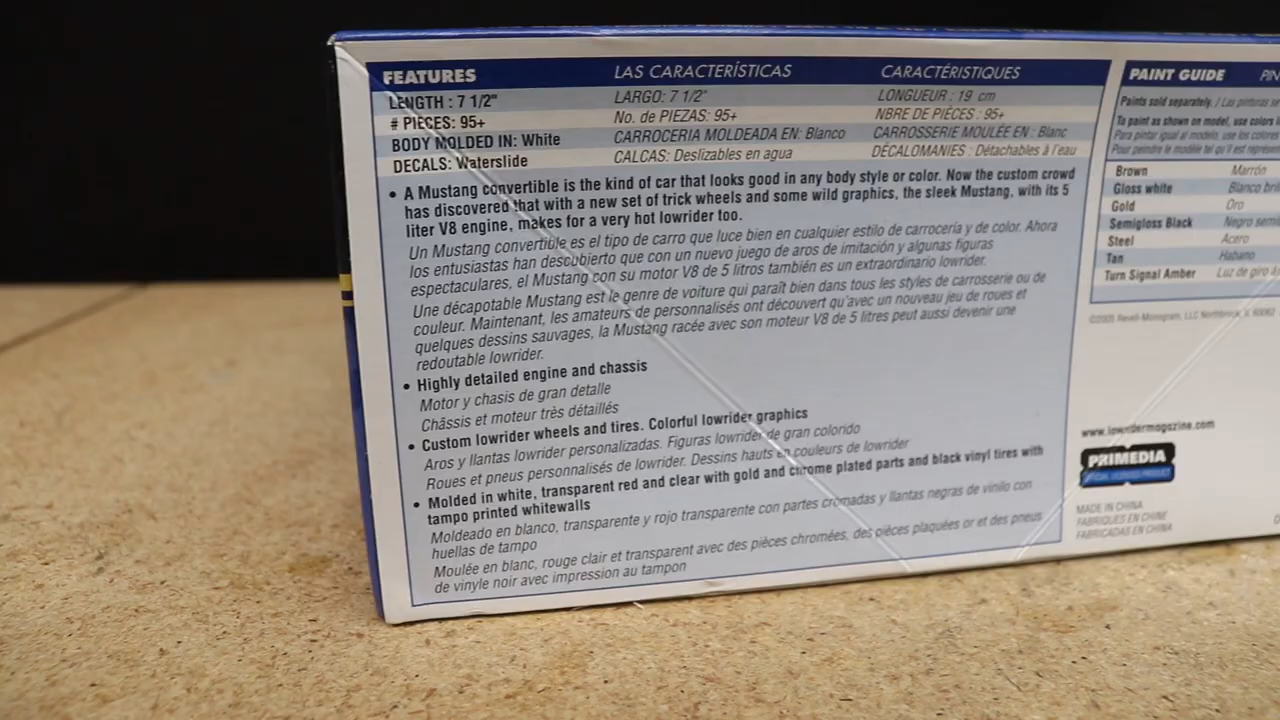 FEATURES
LAS CARACTERÍSTICAS
CARACTÉRISTIQUES
LENGTH : 7 1/2"
LARGO: 7 1/2"
LONGUEUR : 19 cm
# PIECES: 95+
No. de PIEZAS: 95+
NBRE DE PIÈCES : 95+
BODY MOLDED IN: White
CARROCERIA MOLDEADA EN: Blanco
CARROSSERIE MOULÉE EN : Blanc
DECALS: Waterslide
CALCAS: Deslizables en agua
DÉCALOMANIES : Détachables à l'eau
• A Mustang convertible is the kind of car that looks good in any body style or color. Now the custom crowd
has discovered that with a new set of trick wheels and some wild graphics, the sleek Mustang, with its 5
liter V8 engine, makes for a very hot lowrider too.
Un Mustang convertible es el tipo de carro que luce bien en cualquier estilo de carrocería y de color. Ahora
los entusiastas han descubierto que con un nuevo juego de aros de imitación y algunas figuras
espectaculares, el Mustang con su motor V8 de 5 litros también es un extraordinario lowrider.
Une décapotable Mustang est le genre de voiture qui paraît bien dans tous les styles de carrosserie ou de
couleur. Maintenant, les amateurs de personnalisés ont découvert qu'avec un nouveau jeu de roues et
quelques dessins sauvages, la Mustang racée avec son moteur V8 de 5 litres peut aussi devenir une
redoutable lowrider.
• Highly detailed engine and chassis
Motor y chasis de gran detalle
Châssis et moteur très détaillés
• Custom lowrider wheels and tires. Colorful lowrider graphics
Aros y llantas lowrider personalizadas. Figuras lowrider de gran colorido
Roues et pneus personnalisés de lowrider. Dessins hauts en couleurs de lowrider
• Molded in white, transparent red and clear with gold and chrome plated parts and black vinyl tires with
tampo printed whitewalls
Moldeado en blanco, transparente y rojo transparente con partes cromadas y llantas negras de vinilo con
huellas de tampo
Moulée en blanc, rouge clair et transparent avec des pièces chromées, des pièces plaquées or et des pneus
de vinyle noir avec impression au tampon
PAINT GUIDE
Paints sold separately. / Las pinturas
To paint as shown on model, use colors
Para pintar igual al modelo, use los colores
Pour peindre le modèle tel qu'il est
Brown Marrón
Gloss white Blanco
Gold Oro
Semigloss Black Negro
Steel Acero
Tan Habano
Turn Signal Amber Luz de giro
©2005 Revell-Monogram, LLC Northbrook, IL 60062
www.lowridermagazine.com
PRIMEDIA
MADE IN CHINA
FABRIQUÉS EN CHINE
FABRICADAS EN CHINA